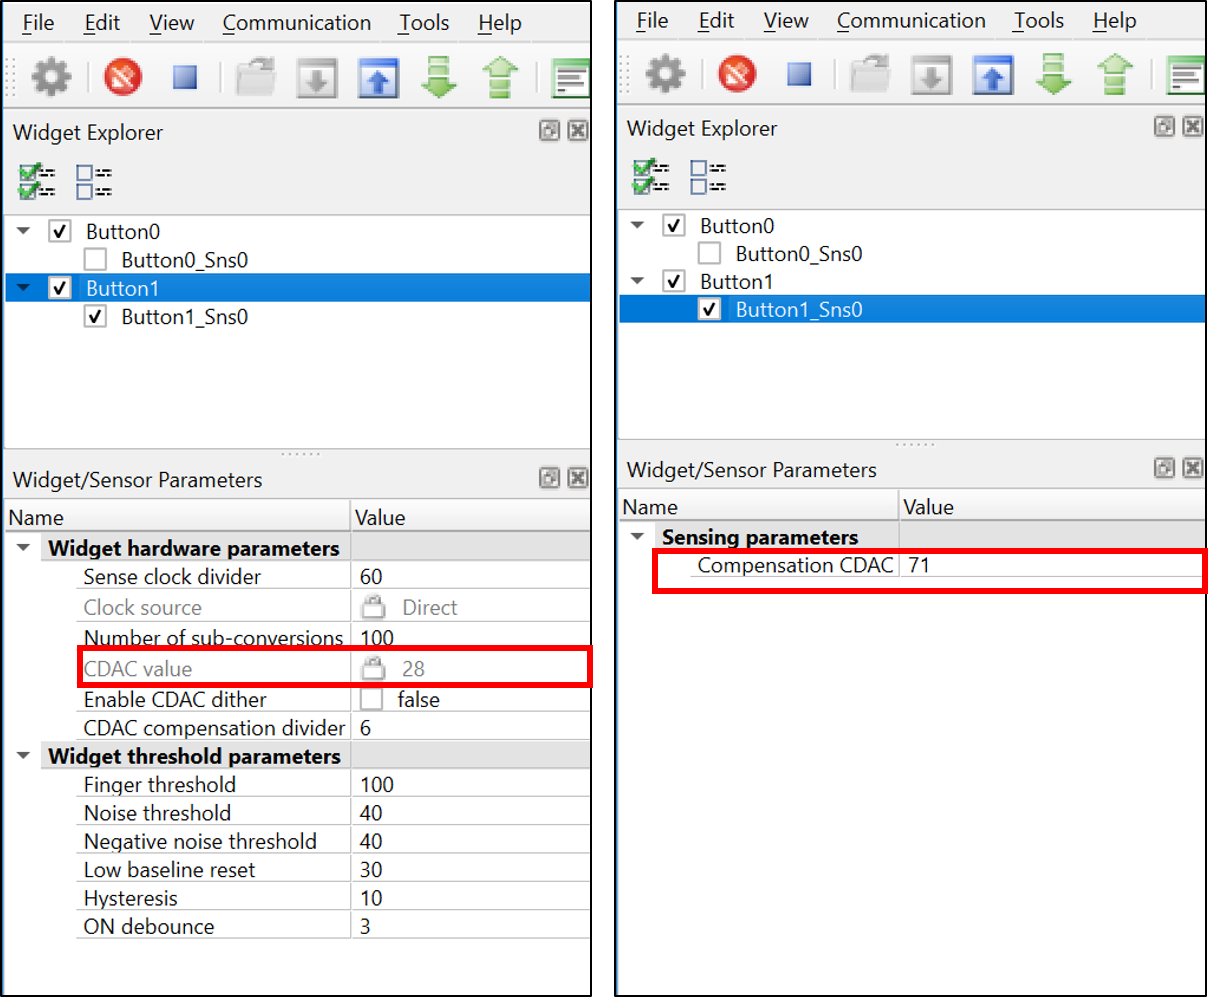 File Edit View Communication Tools Help
Widget Explorer
Button0
Button0_Sns0
Button1
Button1_Sns0
Widget/Sensor Parameters
Name Value
Widget hardware parameters
Sense clock divider 60
Clock source Direct
Number of sub-conversions 100
CDAC value 28
Enable CDAC dither false
CDAC compensation divider 6
Widget threshold parameters
Finger threshold 100
Noise threshold 40
Negative noise threshold 40
Low baseline reset 30
Hysteresis 10
ON debounce 3
File Edit View Communication Tools Help
Widget Explorer
Button0
Button0_Sns0
Button1
Button1_Sns0
Widget/Sensor Parameters
Name Value
Sensing parameters
Compensation CDAC 71